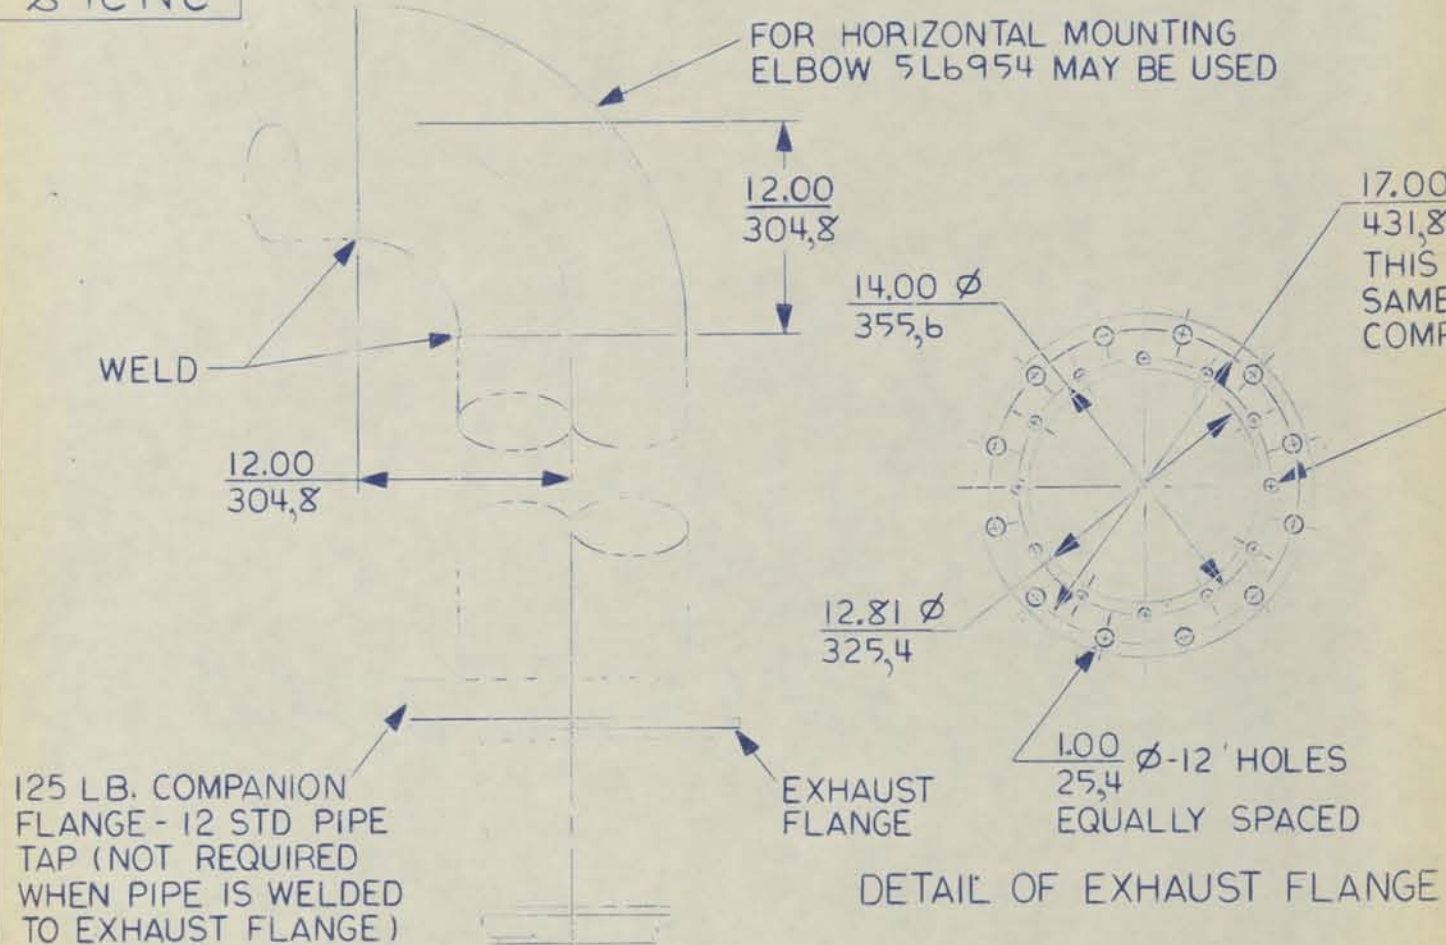 FOR HORIZONTAL MOUNTING
ELBOW 5L6954 MAY BE USED
12.00
304,8
17.00
431,8
THIS
SAME
14.00 Ø
355,6
WELD
12.00
304,8
12.81 Ø
325,4
1.00
25,4
Ø-12 HOLES
EQUALLY SPACED
125 LB. COMPANION
FLANGE - 12 STD PIPE
TAP (NOT REQUIRED
WHEN PIPE IS WELDED
TO EXHAUST FLANGE)
EXHAUST
FLANGE
DETAIL OF EXHAUST FLANGE